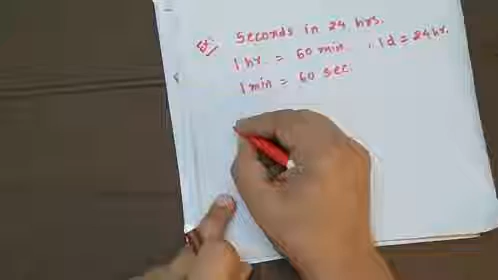 Seconds in 24 hrs.
1 hr. = 60 min. , 1 d = 24 hr.
1 min = 60 sec.